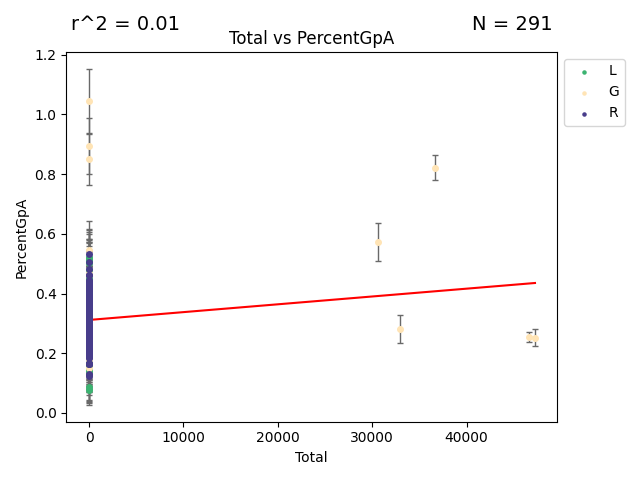 r^2 = 0.01
N = 291
Total vs PercentGpA
1.2
1.0
0.8
0.6
0.4
0.2
0.0
PercentGpA
L
G
R
0
10000
20000
30000
40000
Total